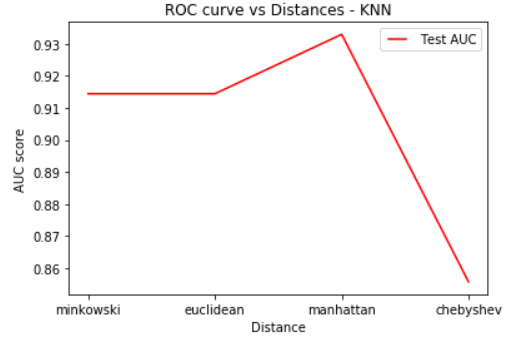 ROC curve vs Distances - KNN
Test AUC
AUC score
0.93
0.92
0.91
0.90
0.89
0.88
0.87
0.86
minkowski euclidean manhattan chebyshev
Distance